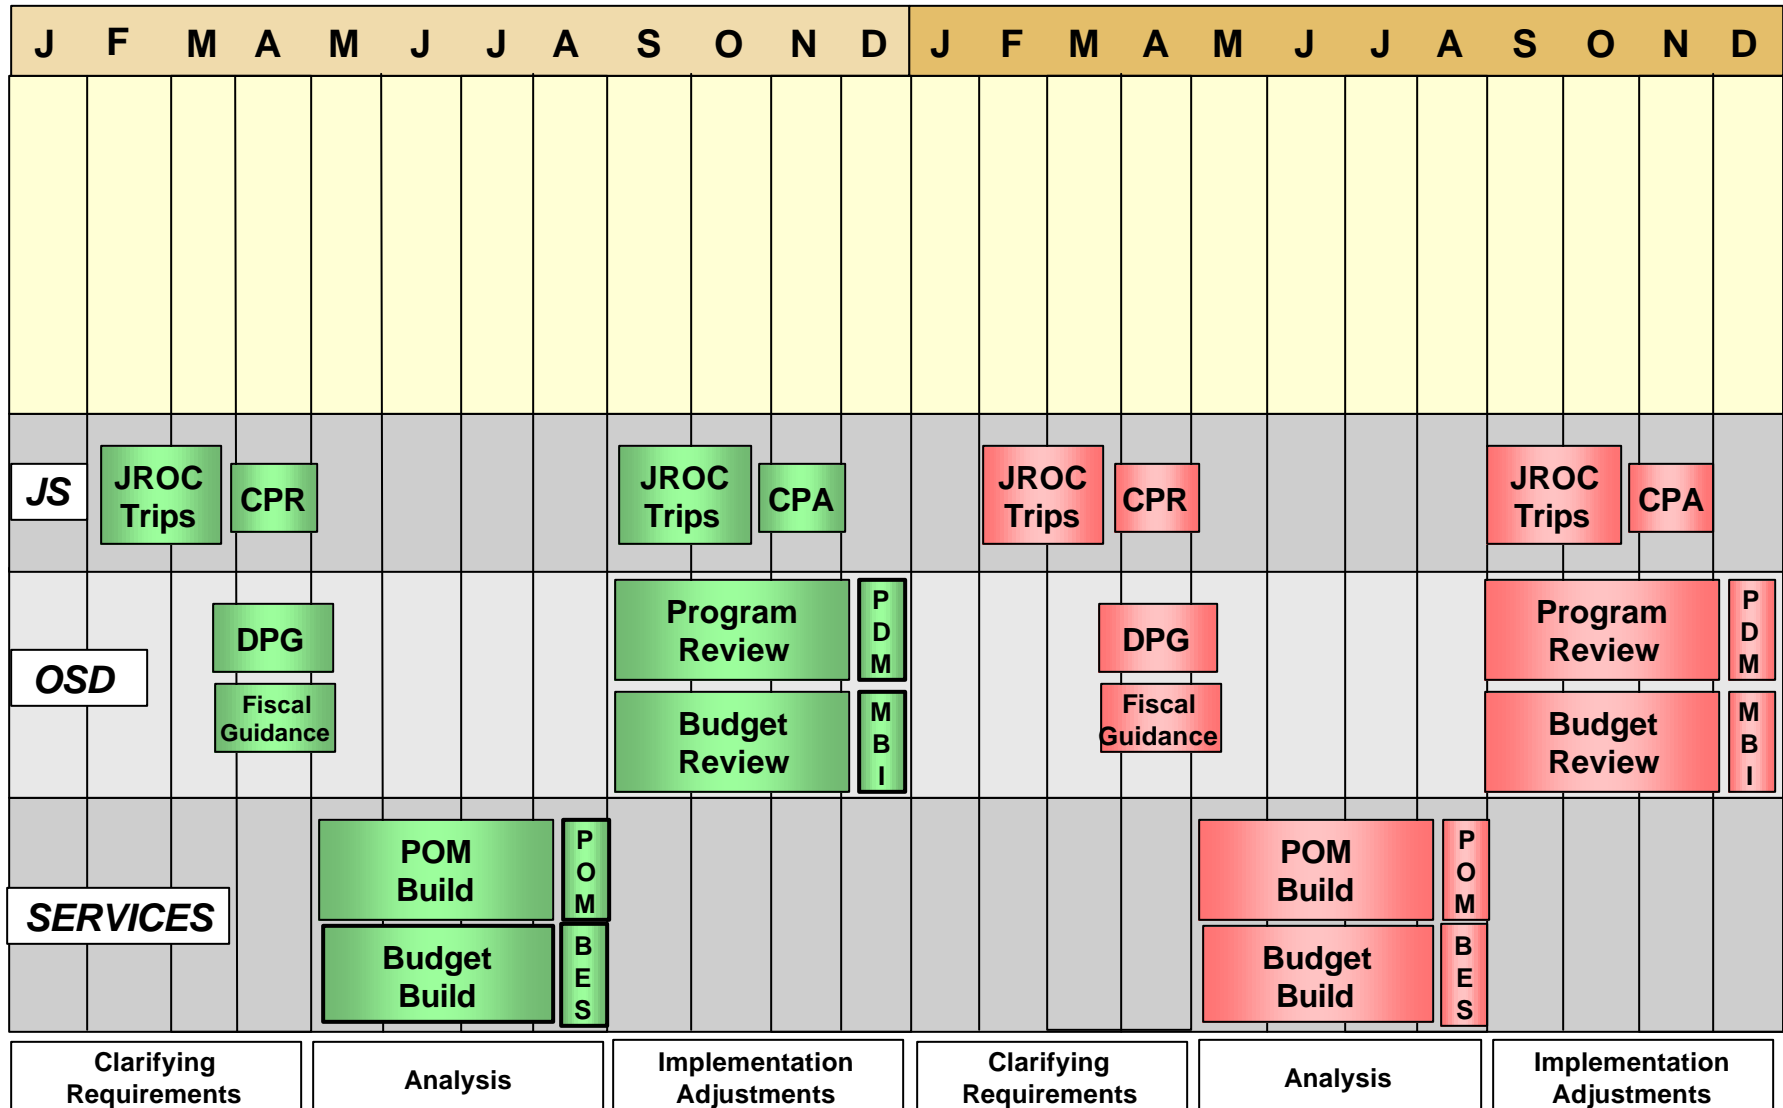 J F M A M J J A S O N D J F M A M J J A S O N D
JS
JROC
Trips
CPR
JROC
Trips
CPA
JROC
Trips
CPR
JROC
Trips
CPA
OSD
DPG
Fiscal
Guidance
Program
Review
P
D
M
Budget
Review
M
B
I
DPG
Fiscal
Guidance
Program
Review
P
D
M
Budget
Review
M
B
I
SERVICES
POM
Build
P
O
M
Budget
Build
B
E
S
POM
Build
P
O
M
Budget
Build
B
E
S
Clarifying
Requirements
Analysis
Implementation
Adjustments
Clarifying
Requirements
Analysis
Implementation
Adjustments